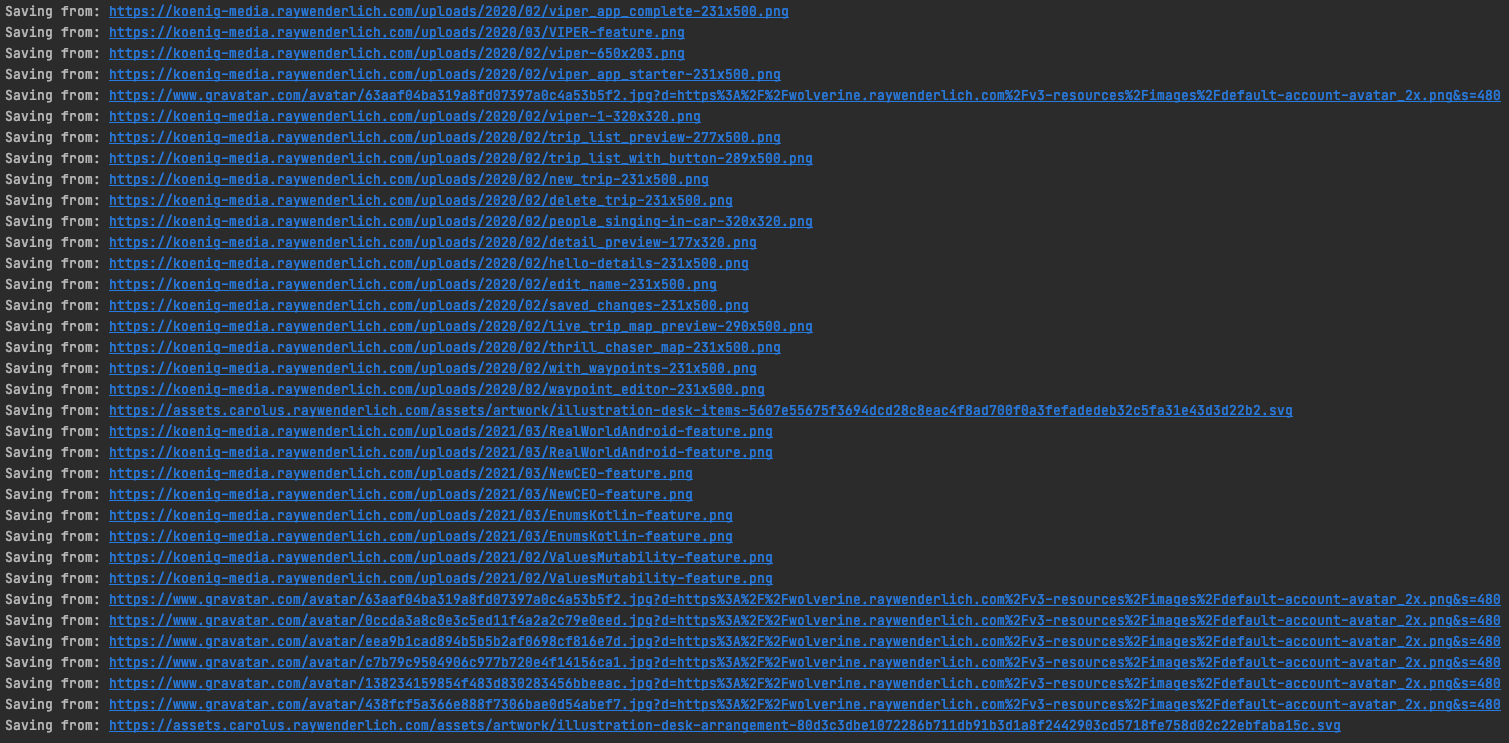 Saving from: https://koenig-media.raywenderlich.com/uploads/2020/02/viper_app_complete-231x500.png
Saving from: https://koenig-media.raywenderlich.com/uploads/2020/03/VIPER-feature.png
Saving from: https://koenig-media.raywenderlich.com/uploads/2020/02/viper-650x203.png
Saving from: https://koenig-media.raywenderlich.com/uploads/2020/02/viper_app_starter-231x500.png
Saving from: https://www.gravatar.com/avatar/63aaf04ba319a8fd07397a0c4a53b5f2.jpg?d=https%3A%2F%2Fwolverine.raywenderlich.com%2Fv3-resources%2Fimages%2Fdefault-account-avatar_2x.png&s=480
Saving from: https://koenig-media.raywenderlich.com/uploads/2020/02/viper-1-320x320.png
Saving from: https://koenig-media.raywenderlich.com/uploads/2020/02/trip_list_preview-277x500.png
Saving from: https://koenig-media.raywenderlich.com/uploads/2020/02/trip_list_with_button-289x500.png
Saving from: https://koenig-media.raywenderlich.com/uploads/2020/02/new_trip-231x500.png
Saving from: https://koenig-media.raywenderlich.com/uploads/2020/02/delete_trip-231x500.png
Saving from: https://koenig-media.raywenderlich.com/uploads/2020/02/people_singing-in-car-320x320.png
Saving from: https://koenig-media.raywenderlich.com/uploads/2020/02/detail_preview-177x320.png
Saving from: https://koenig-media.raywenderlich.com/uploads/2020/02/hello-details-231x500.png
Saving from: https://koenig-media.raywenderlich.com/uploads/2020/02/edit_name-231x500.png
Saving from: https://koenig-media.raywenderlich.com/uploads/2020/02/saved_changes-231x500.png
Saving from: https://koenig-media.raywenderlich.com/uploads/2020/02/live_trip_map_preview-290x500.png
Saving from: https://koenig-media.raywenderlich.com/uploads/2020/02/thrill_chaser_map-231x500.png
Saving from: https://koenig-media.raywenderlich.com/uploads/2020/02/with_waypoints-231x500.png
Saving from: https://koenig-media.raywenderlich.com/uploads/2020/02/waypoint_editor-231x500.png
Saving from: https://assets.carolus.raywenderlich.com/assets/artwork/illustration-desk-items-5607e55675f3694dcd28c8eac4f8ad700f0a3fefadedeb32c5fa31e43d3d22b2.svg
Saving from: https://koenig-media.raywenderlich.com/uploads/2021/03/RealWorldAndroid-feature.png
Saving from: https://koenig-media.raywenderlich.com/uploads/2021/03/RealWorldAndroid-feature.png
Saving from: https://koenig-media.raywenderlich.com/uploads/2021/03/NewCEO-feature.png
Saving from: https://koenig-media.raywenderlich.com/uploads/2021/03/NewCEO-feature.png
Saving from: https://koenig-media.raywenderlich.com/uploads/2021/03/EnumsKotlin-feature.png
Saving from: https://koenig-media.raywenderlich.com/uploads/2021/03/EnumsKotlin-feature.png
Saving from: https://koenig-media.raywenderlich.com/uploads/2021/02/ValuesMutability-feature.png
Saving from: https://koenig-media.raywenderlich.com/uploads/2021/02/ValuesMutability-feature.png
Saving from: https://www.gravatar.com/avatar/63aaf04ba319a8fd07397a0c4a53b5f2.jpg?d=https%3A%2F%2Fwolverine.raywenderlich.com%2Fv3-resources%2Fimages%2Fdefault-account-avatar_2x.png&s=480
Saving from: https://www.gravatar.com/avatar/0ccda3a8c0e3c5ed11f4a2a2c79e0eed.jpg?d=https%3A%2F%2Fwolverine.raywenderlich.com%2Fv3-resources%2Fimages%2Fdefault-account-avatar_2x.png&s=480
Saving from: https://www.gravatar.com/avatar/eea9b1cad894b5b5b2af0698cf816e7d.jpg?d=https%3A%2F%2Fwolverine.raywenderlich.com%2Fv3-resources%2Fimages%2Fdefault-account-avatar_2x.png&s=480
Saving from: https://www.gravatar.com/avatar/c7b79c9504906c977b720e4f14156ca1.jpg?d=https%3A%2F%2Fwolverine.raywenderlich.com%2Fv3-resources%2Fimages%2Fdefault-account-avatar_2x.png&s=480
Saving from: https://www.gravatar.com/avatar/138234159854f483d830283456bbeeac.jpg?d=https%3A%2F%2Fwolverine.raywenderlich.com%2Fv3-resources%2Fimages%2Fdefault-account-avatar_2x.png&s=480
Saving from: https://www.gravatar.com/avatar/438fcf5a366e888f7306bae0d54abef7.jpg?d=https%3A%2F%2Fwolverine.raywenderlich.com%2Fv3-resources%2Fimages%2Fdefault-account-avatar_2x.png&s=480
Saving from: https://assets.carolus.raywenderlich.com/assets/artwork/illustration-desk-arrangement-80d3c3dbe1072286b711db91b3d1a8f2442903cd5718fe758d02c22ebfaba15c.svg